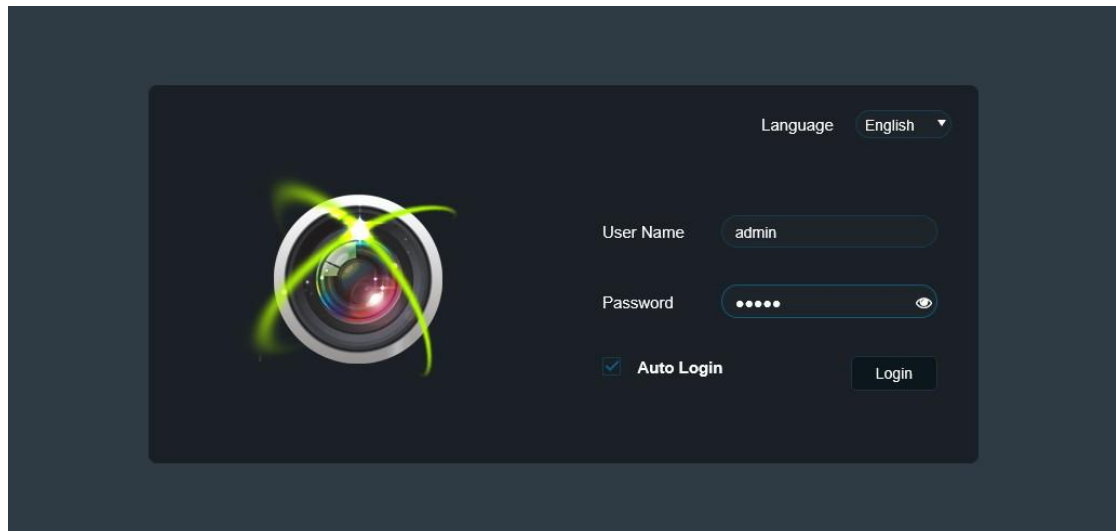 Language English
User Name admin
Password •••••
Auto Login Login